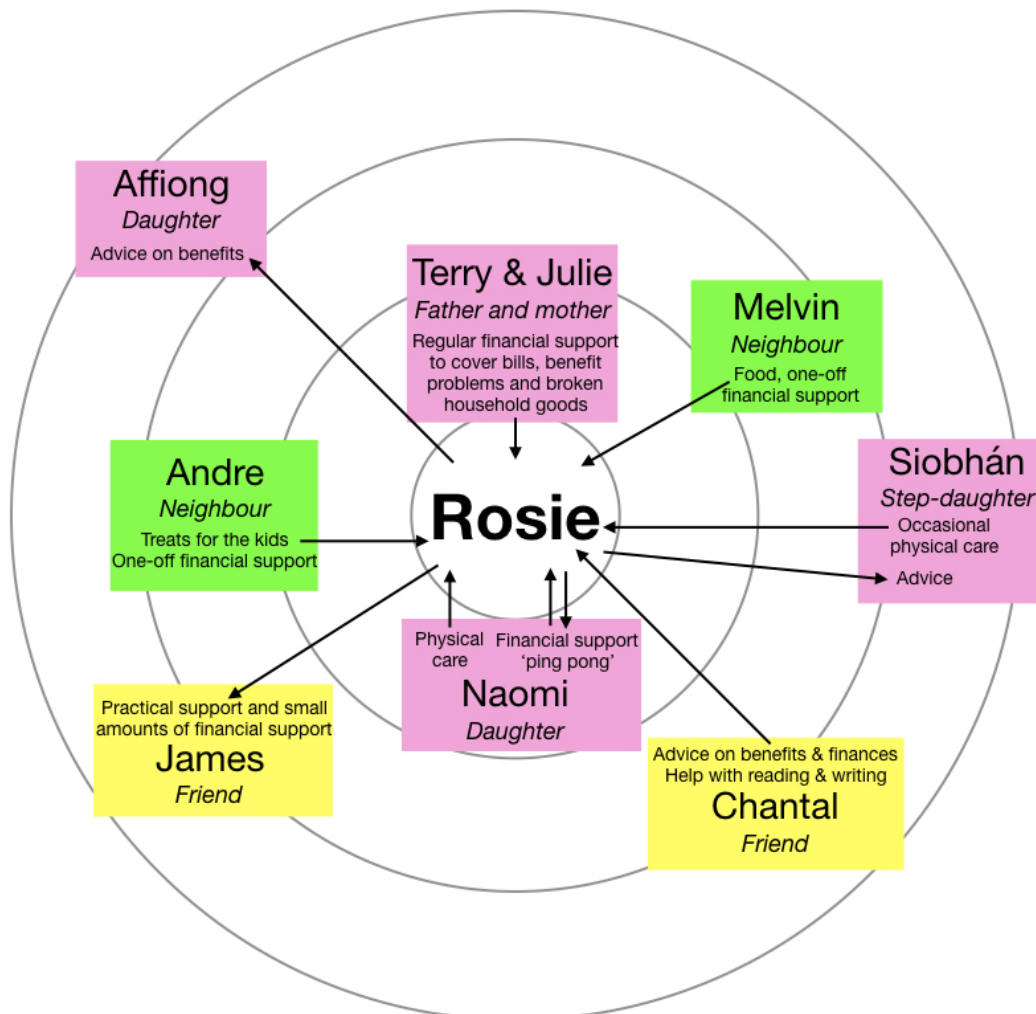 Affiong
Daughter
Advice on benefits
Terry & Julie
Father and mother
Regular financial support
to cover bills, benefit
problems and broken
household goods
Melvin
Neighbour
Food, one-off
financial support
Andre
Neighbour
Treats for the kids
One-off financial support
Rosie
Siobhán
Step-daughter
Occasional
physical care
Advice
Physical
care
Financial support
‘ping pong’
Naomi
Daughter
Practical support and small
amounts of financial support
James
Friend
Advice on benefits & finances
Help with reading & writing
Chantal
Friend